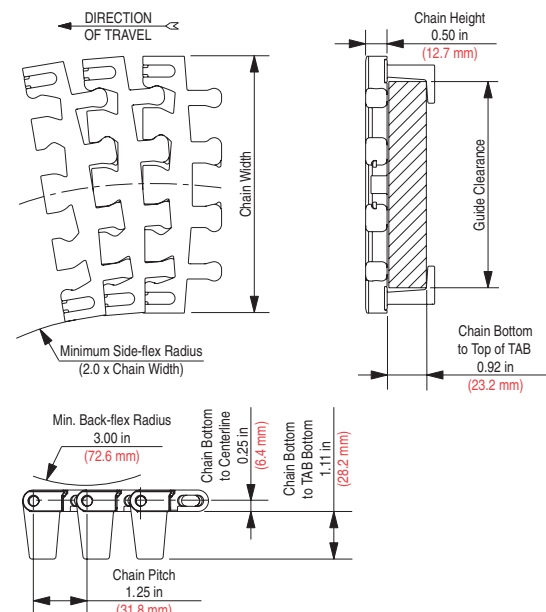 DIRECTION
OF TRAVEL
Chain Height
0.50 in
(12.7 mm)
Chain Width
Guide Clearance
Minimum Side-flex Radius
(2.0 x Chain Width)
Chain Bottom
to Top of TAB
0.92 in
(23.2 mm)
Min. Back-flex Radius
3.00 in
(72.6 mm)
Chain Bottom
to Centerline
0.25 in
(6.4 mm)
Chain Bottom
to TAB Bottom
1.11 in
(28.2 mm)
Chain Pitch
1.25 in
(31.8 mm)